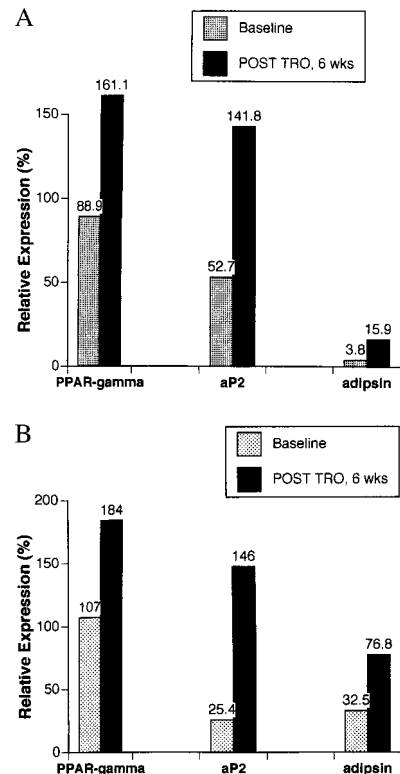 A
Baseline
POST TRO, 6 wks
Relative Expression (%)
150
100
50
0
161.1
88.9
141.8
52.7
15.9
3.8
PPAR-gamma
aP2
adipsin
B
Baseline
POST TRO, 6 wks
Relative Expression (%)
200
150
100
50
0
184
107
146
25.4
76.8
32.5
PPAR-gamma
aP2
adipsin